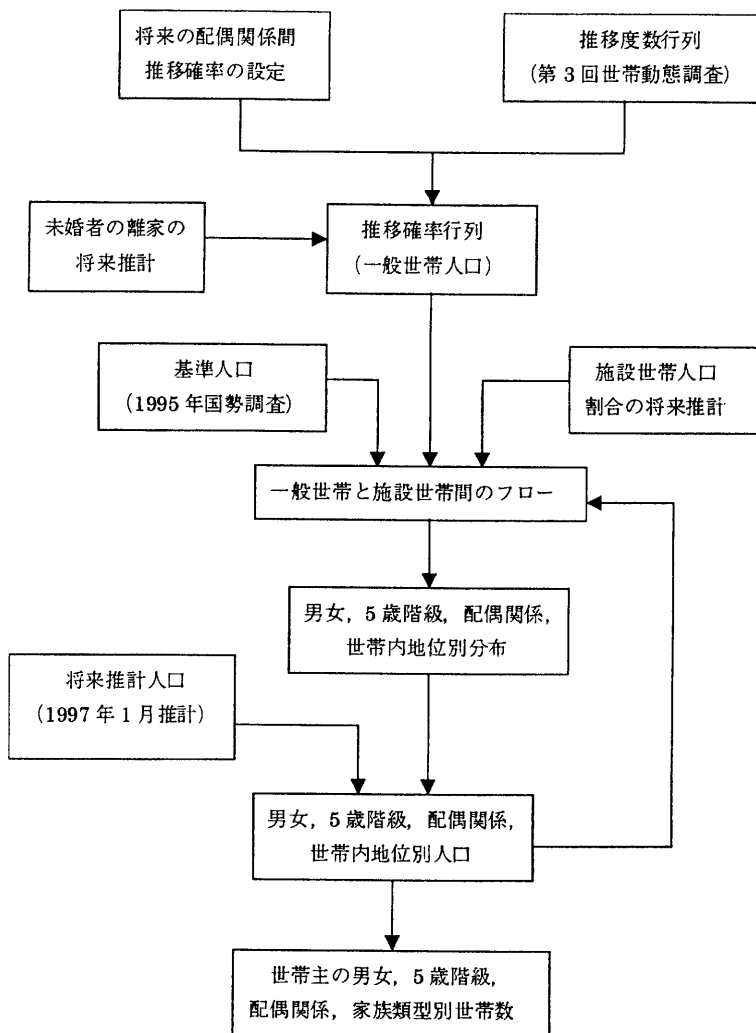 将来の配偶関係間
推移確率の設定
推移度数行列
(第 3 回世帯動態調査)
未婚者の離家の
将来推計
推移確率行列
(一般世帯人口)
基準人口
(1995 年国勢調査)
施設世帯人口
割合の将来推計
一般世帯と施設世帯間のフロー
男女, 5 歳階級, 配偶関係,
世帯内地位別分布
将来推計人口
(1997 年 1 月推計)
男女, 5 歳階級, 配偶関係,
世帯内地位別人口
世帯主の男女, 5 歳階級,
配偶関係, 家族類型別世帯数